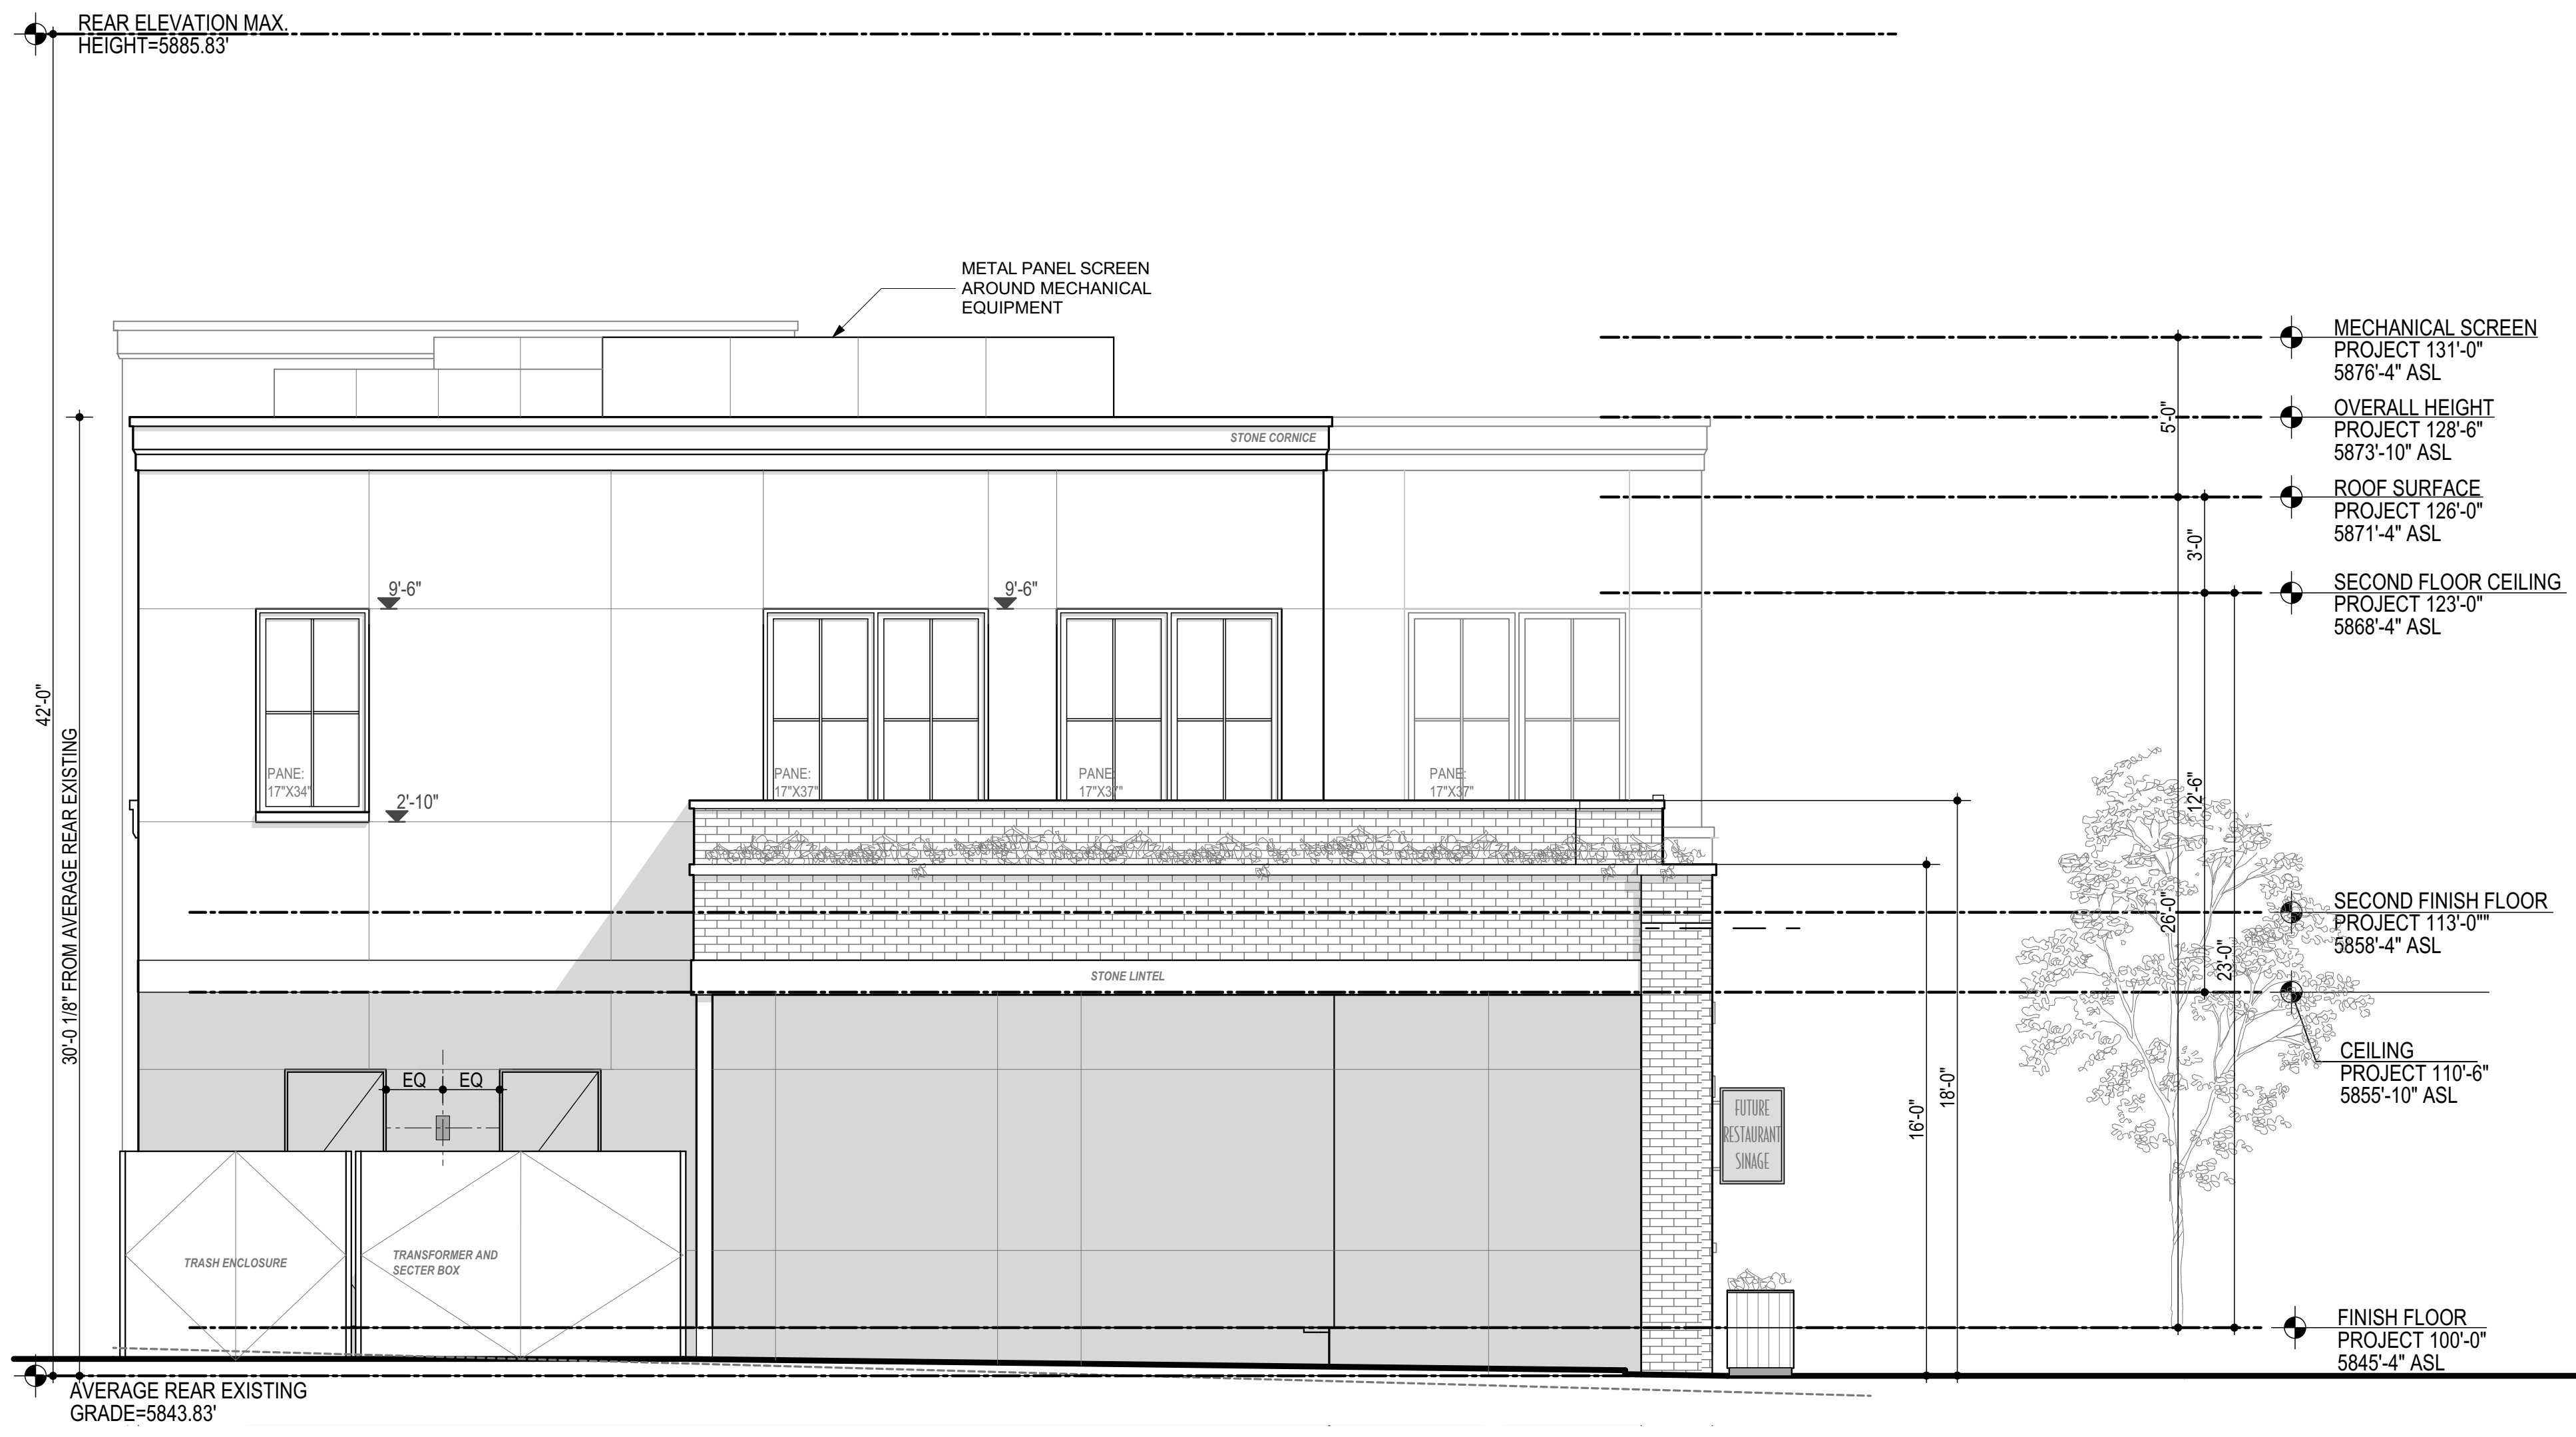 REAR ELEVATION MAX.
HEIGHT=5885.83'
METAL PANEL SCREEN
AROUND MECHANICAL
EQUIPMENT
MECHANICAL SCREEN
PROJECT 131'-0"
5876'-4" ASL
5'-0"
OVERALL HEIGHT
PROJECT 128'-6"
5873'-10" ASL
STONE CORNICE
ROOF SURFACE
PROJECT 126'-0"
5871'-4" ASL
3'-0"
SECOND FLOOR CEILING
PROJECT 123'-0"
5868'-4" ASL
9'-6"
9'-6"
42'-0"
30'-0 1/8" FROM AVERAGE REAR EXISTING
PANE:
17"X34"
PANE:
17"X37"
PANE:
17"X37"
PANE:
17"X37"
2'-10"
12'-6"
26'-0"
23'-0"
SECOND FINISH FLOOR
PROJECT 113'-0""
5858'-4" ASL
STONE LINTEL
CEILING
PROJECT 110'-6"
5855'-10" ASL
EQ
EQ
16'-0"
18'-0"
FUTURE
RESTAURANT
SINAGE
TRASH ENCLOSURE
TRANSFORMER AND
SECTER BOX
FINISH FLOOR
PROJECT 100'-0"
5845'-4" ASL
AVERAGE REAR EXISTING
GRADE=5843.83'